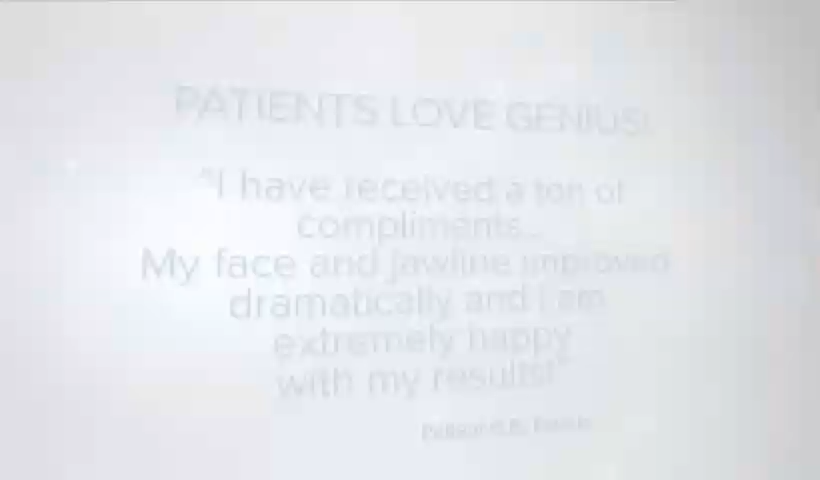 PATIENTS LOVE GENIUS!
"I have received a ton of
compliments...
My face and jawline improved
dramatically and I am
extremely happy
with my results!"